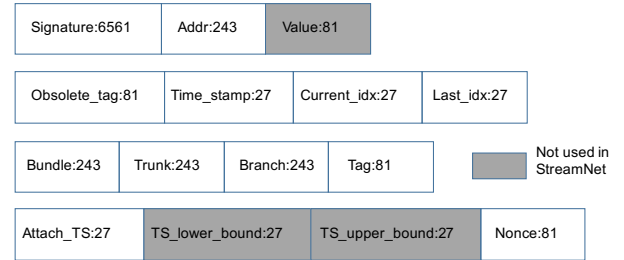 Signature:6561 Addr:243 Value:81
Obsolete_tag:81 Time_stamp:27 Current_idx:27 Last_idx:27
Bundle:243 Trunk:243 Branch:243 Tag:81
Not used in
StreamNet
Attach_TS:27 TS_lower_bound:27 TS_upper_bound:27 Nonce:81